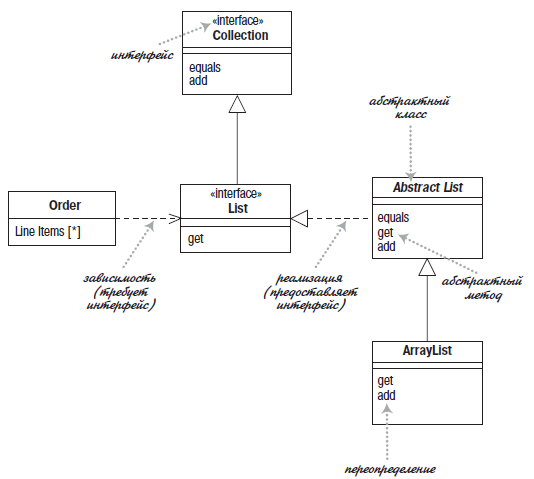 «interface»
Collection
equals
add
интерфейс
абстрактный
класс
Order
Line Items [*]
«interface»
List
get
Abstract List
equals
get
add
зависимость
(требует
интерфейс)
реализация
(предоставляет
интерфейс)
абстрактный
метод
ArrayList
get
add
переопределение